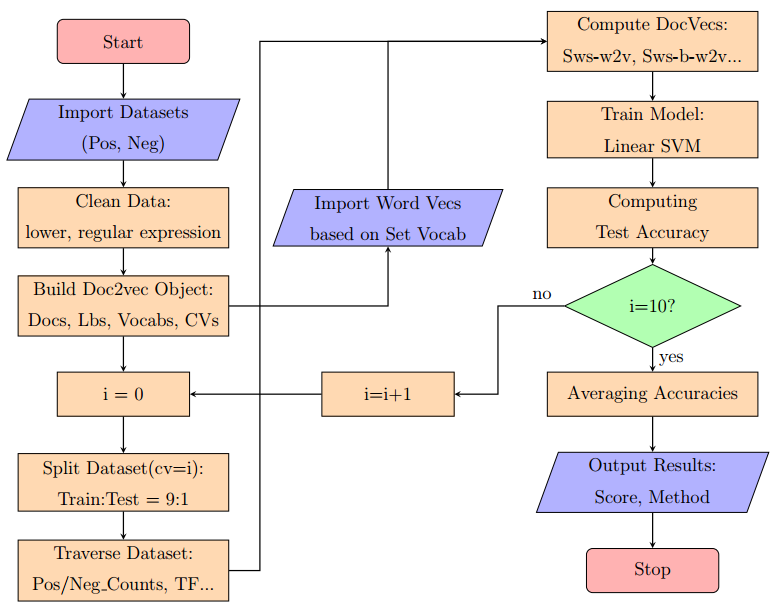 Start
Import Datasets
(Pos, Neg)
Clean Data:
lower, regular expression
Build Doc2vec Object:
Docs, Lbs, Vocabs, CVs
i = 0
Split Dataset(cv=i):
Train:Test = 9:1
Traverse Dataset:
Pos/Neg_Counts, TF...
Import Word Vecs
based on Set Vocab
i=i+1
Compute DocVecs:
Sws-w2v, Sws-b-w2v...
Train Model:
Linear SVM
Computing
Test Accuracy
i=10?
no
yes
Averaging Accuracies
Output Results:
Score, Method
Stop